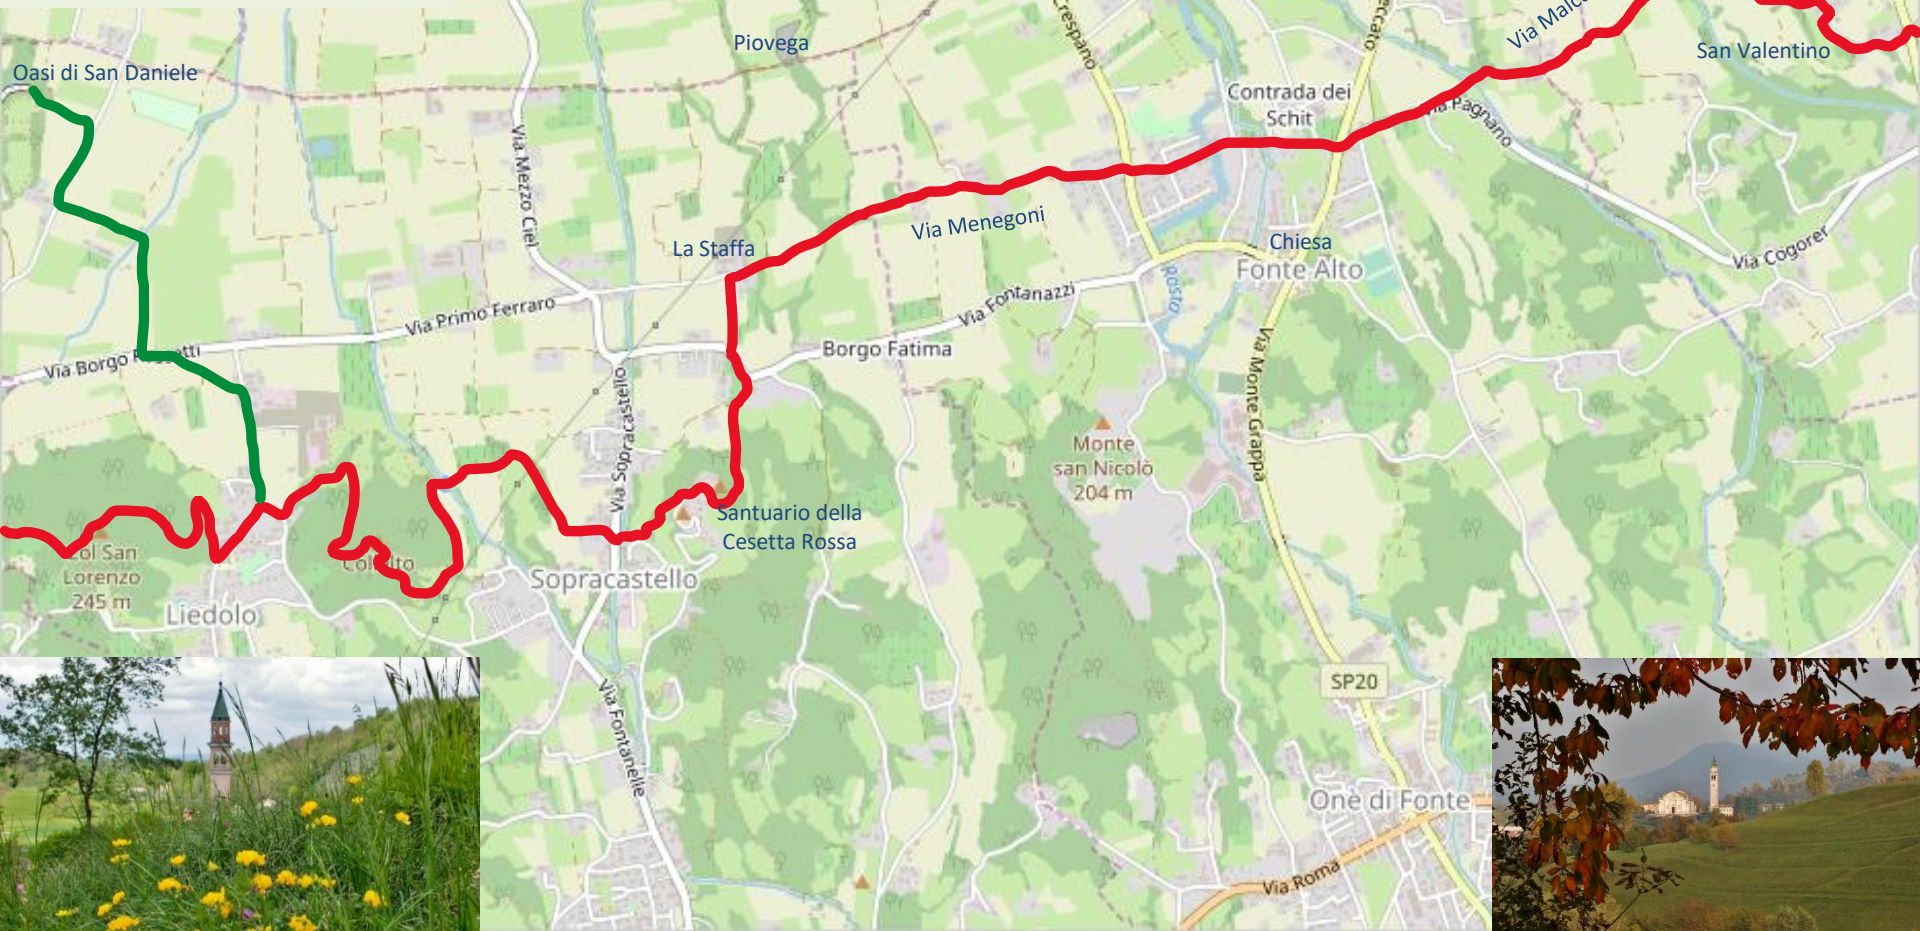 Crespano
Via Malc
Piovega
San Valentino
Oasi di San Daniele
Contrada dei
Schit
Via Pagnano
Via Mezzo Ciel
La Staffa
Via Menegoni
Chiesa
Fonte Alto
Via Cogorer
Rosto
Via Fontanazzi
Via Primo Ferraro
Borgo Fatima
Via Borgo
Via Sopracastello
Via Monte Grappa
Monte
san Nicolò
204 m
Santuario della
Cesetta Rossa
Col San
Lorenzo
245 m
Sopracastello
Liedolo
SP20
Via Fontanelle
Onè di Fonte
Via Roma